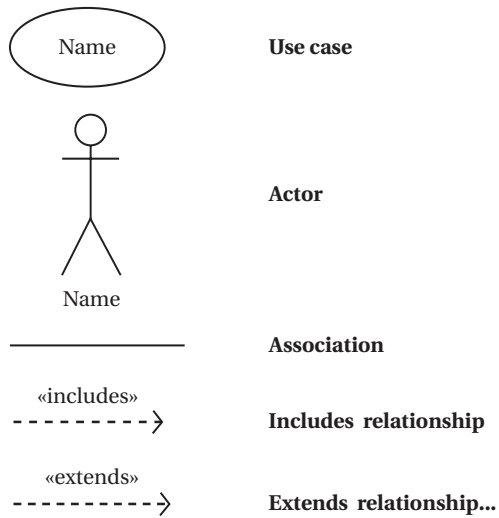 Name Use case
Actor
Name
Association
«includes»
Includes relationship
«extends»
Extends relationship...